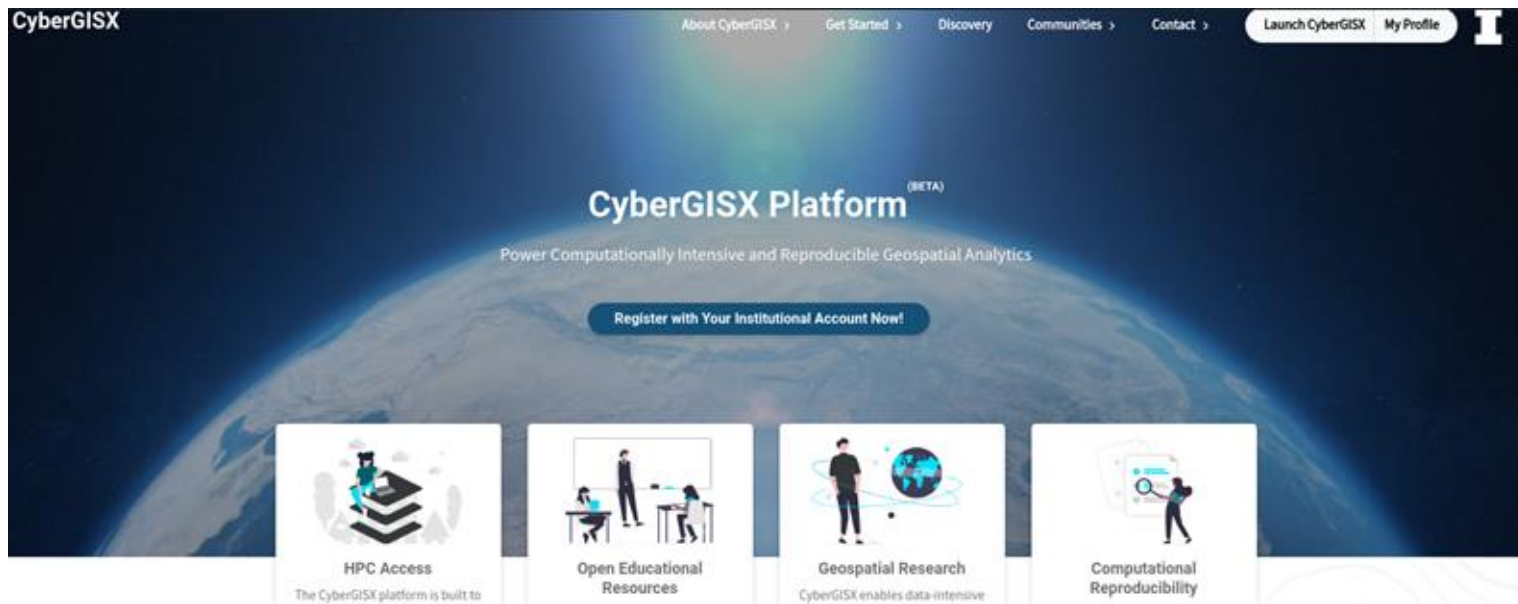 CyberGISX
About CyberGISX ›
Get Started ›
Discovery
Communities ›
Contact ›
Launch CyberGISX
My Profile
I
CyberGISX Platform (BETA)
Power Computationally Intensive and Reproducible Geospatial Analytics
Register with Your Institutional Account Now!
HPC Access
The CyberGISX platform is built to
Open Educational
Resources
Geospatial Research
CyberGISX enables data-intensive
Computational
Reproducibility